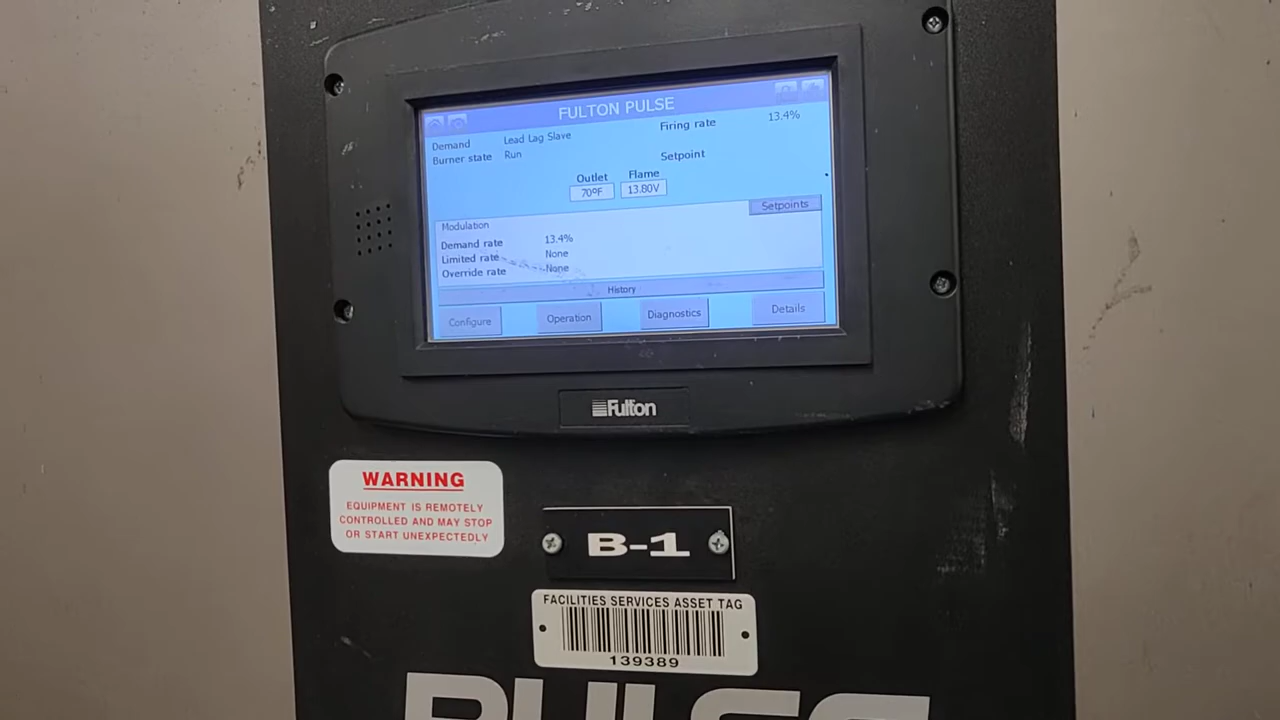 FULTON PULSE
Demand Lead Lag Slave Firing rate 13.4%
Burner state Run Setpoint
Outlet Flame
70ºF 13.80V
Setpoints
Modulation
Demand rate 13.4%
Limited rate None
Override rate None
History
Configure Operation Diagnostics Details
Fulton
WARNING
EQUIPMENT IS REMOTELY
CONTROLLED AND MAY STOP
OR START UNEXPECTEDLY
B-1
FACILITIES SERVICES ASSET TAG
139389
PULSE